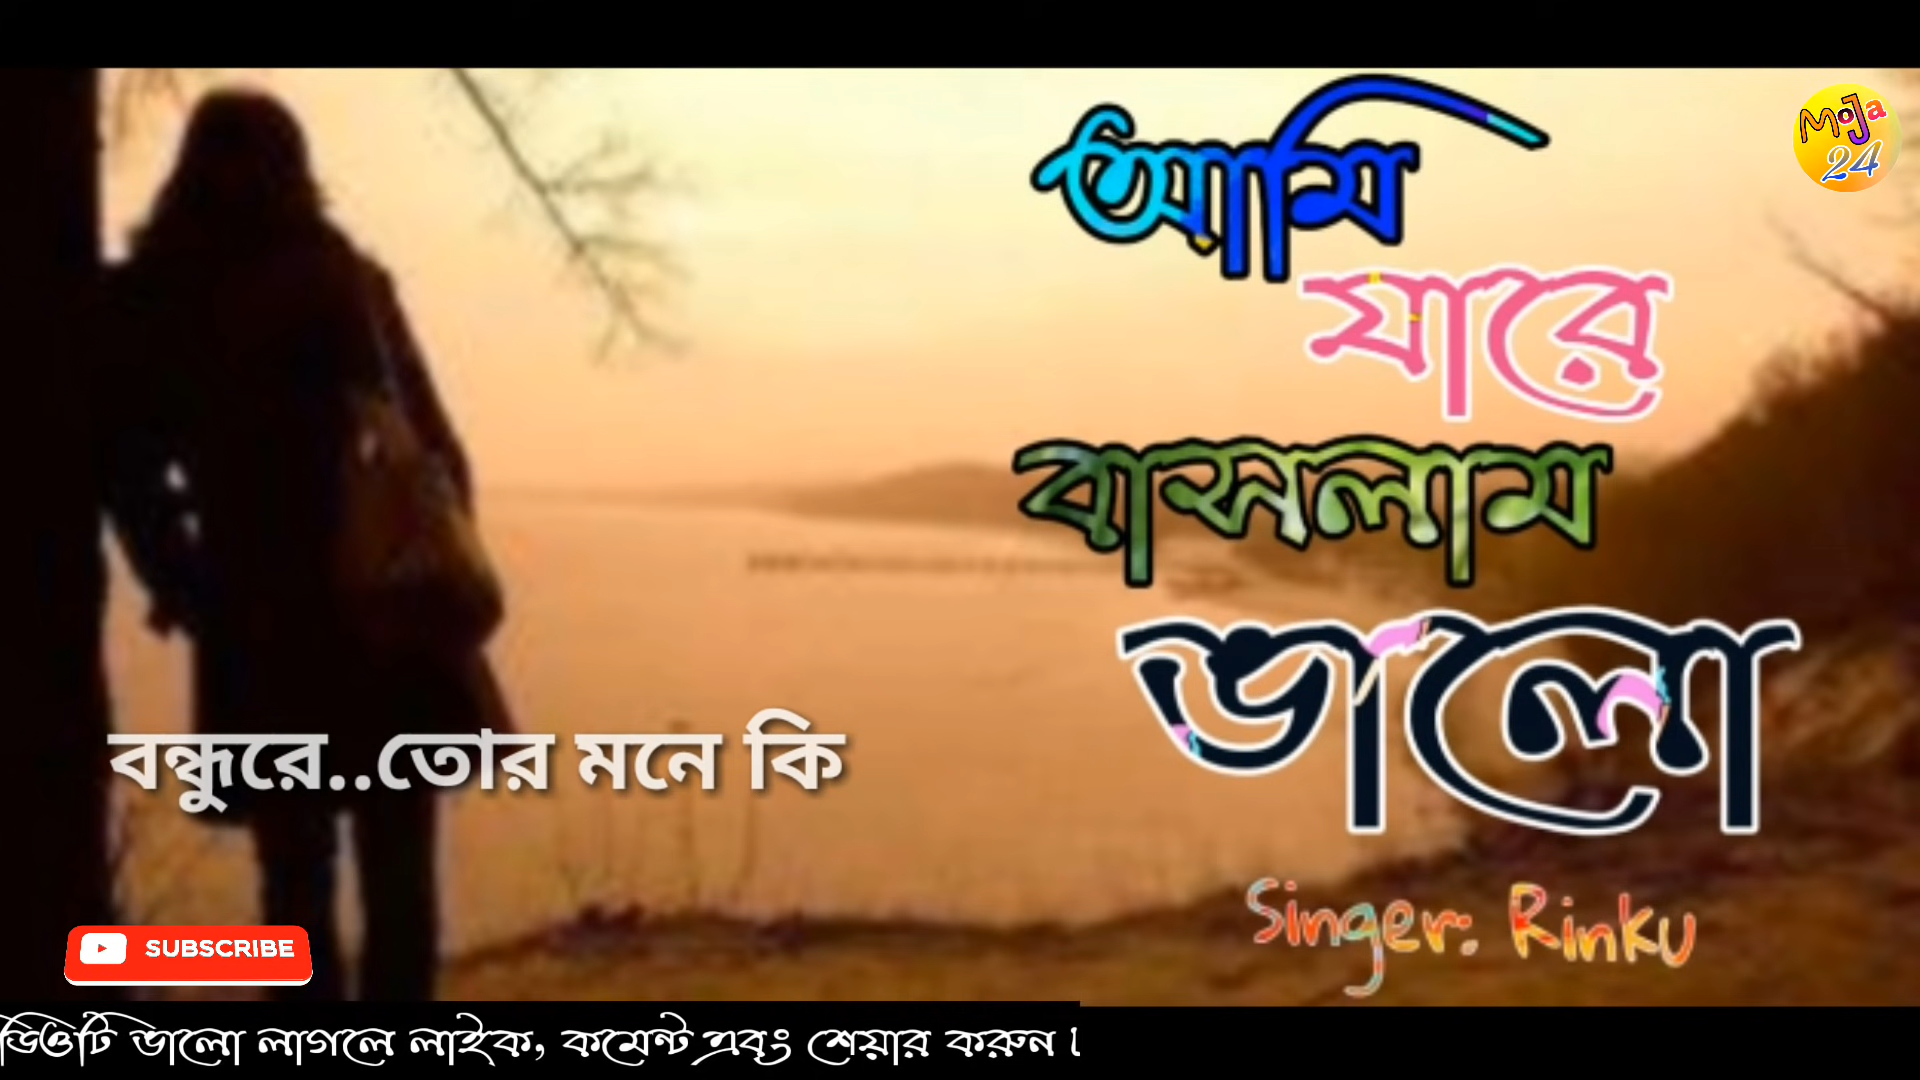 আমি
MoJa
24
যারে
বাসলাম
ভালো
বন্ধুরে..তোর মনে কি
Singer: Rinku
SUBSCRIBE
ডিওটি ভালো লাগলে লাইক, কমেন্ট এবং শেয়ার করুন।